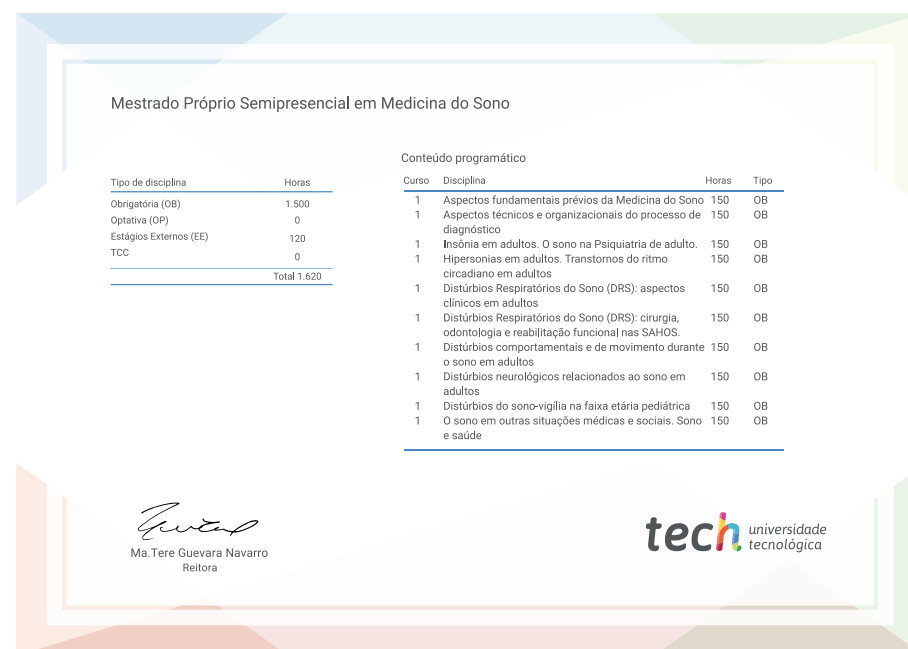 Mestrado Próprio Semipresencial em Medicina do Sono
Tipo de disciplina Horas
Obrigatória (OB) 1.500
Optativa (OP) 0
Estágios Externos (EE) 120
TCC 0
Total 1.620
Conteúdo programático
Curso Disciplina Horas Tipo
1 Aspectos fundamentais prévios da Medicina do Sono 150 OB
1 Aspectos técnicos e organizacionais do processo de 150 OB
diagnóstico
1 Insônia em adultos. O sono na Psiquiatria de adulto. 150 OB
1 Hipersonias em adultos. Transtornos do ritmo 150 OB
circadiano em adultos
1 Distúrbios Respiratórios do Sono (DRS): aspectos 150 OB
clínicos em adultos
1 Distúrbios Respiratórios do Sono (DRS): cirurgia, 150 OB
odontologia e reabilitação funcional nas SAHOS.
1 Distúrbios comportamentais e de movimento durante 150 OB
o sono em adultos
1 Distúrbios neurológicos relacionados ao sono em 150 OB
adultos
1 Distúrbios do sono-vigília na faixa etária pediátrica 150 OB
1 O sono em outras situações médicas e sociais. Sono 150 OB
e saúde
Ma.Tere Guevara Navarro
Reitora
tech universidade
tecnológica